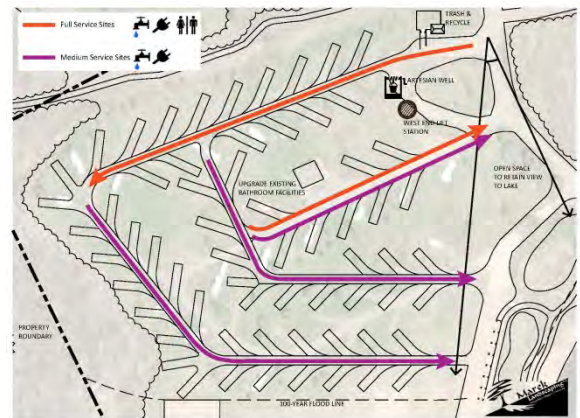 Full Service Sites
Medium Service Sites
TRASH &
RECYCLE
ARTESIAN WELL
WEST END LIFT
STATION
UPGRADE EXISTING
BATHROOM FACILITIES
OPEN SPACE
TO RETAIN VIEW
TO LAKE
PROPERTY
BOUNDARY
100-YEAR FLOOD LINE